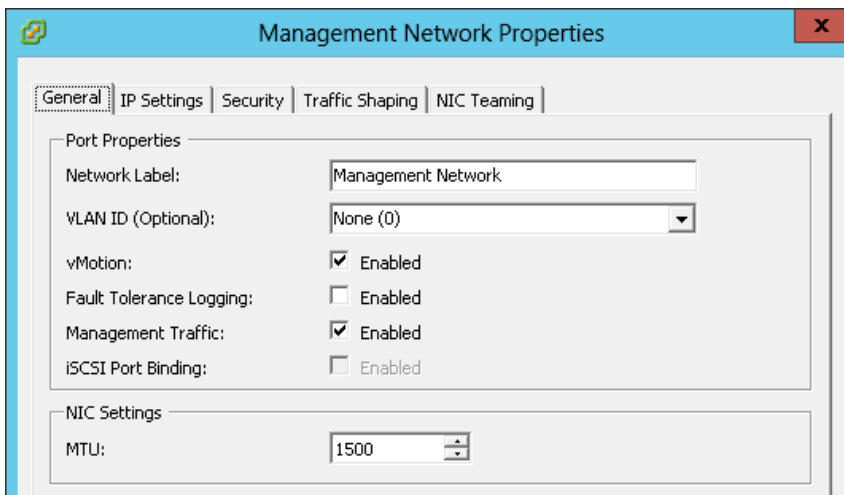 Management Network Properties
x
General IP Settings Security Traffic Shaping NIC Teaming
Port Properties
Network Label: Management Network
VLAN ID (Optional): None (0)
vMotion: Enabled
Fault Tolerance Logging: Enabled
Management Traffic: Enabled
iSCSI Port Binding: Enabled
NIC Settings
MTU: 1500